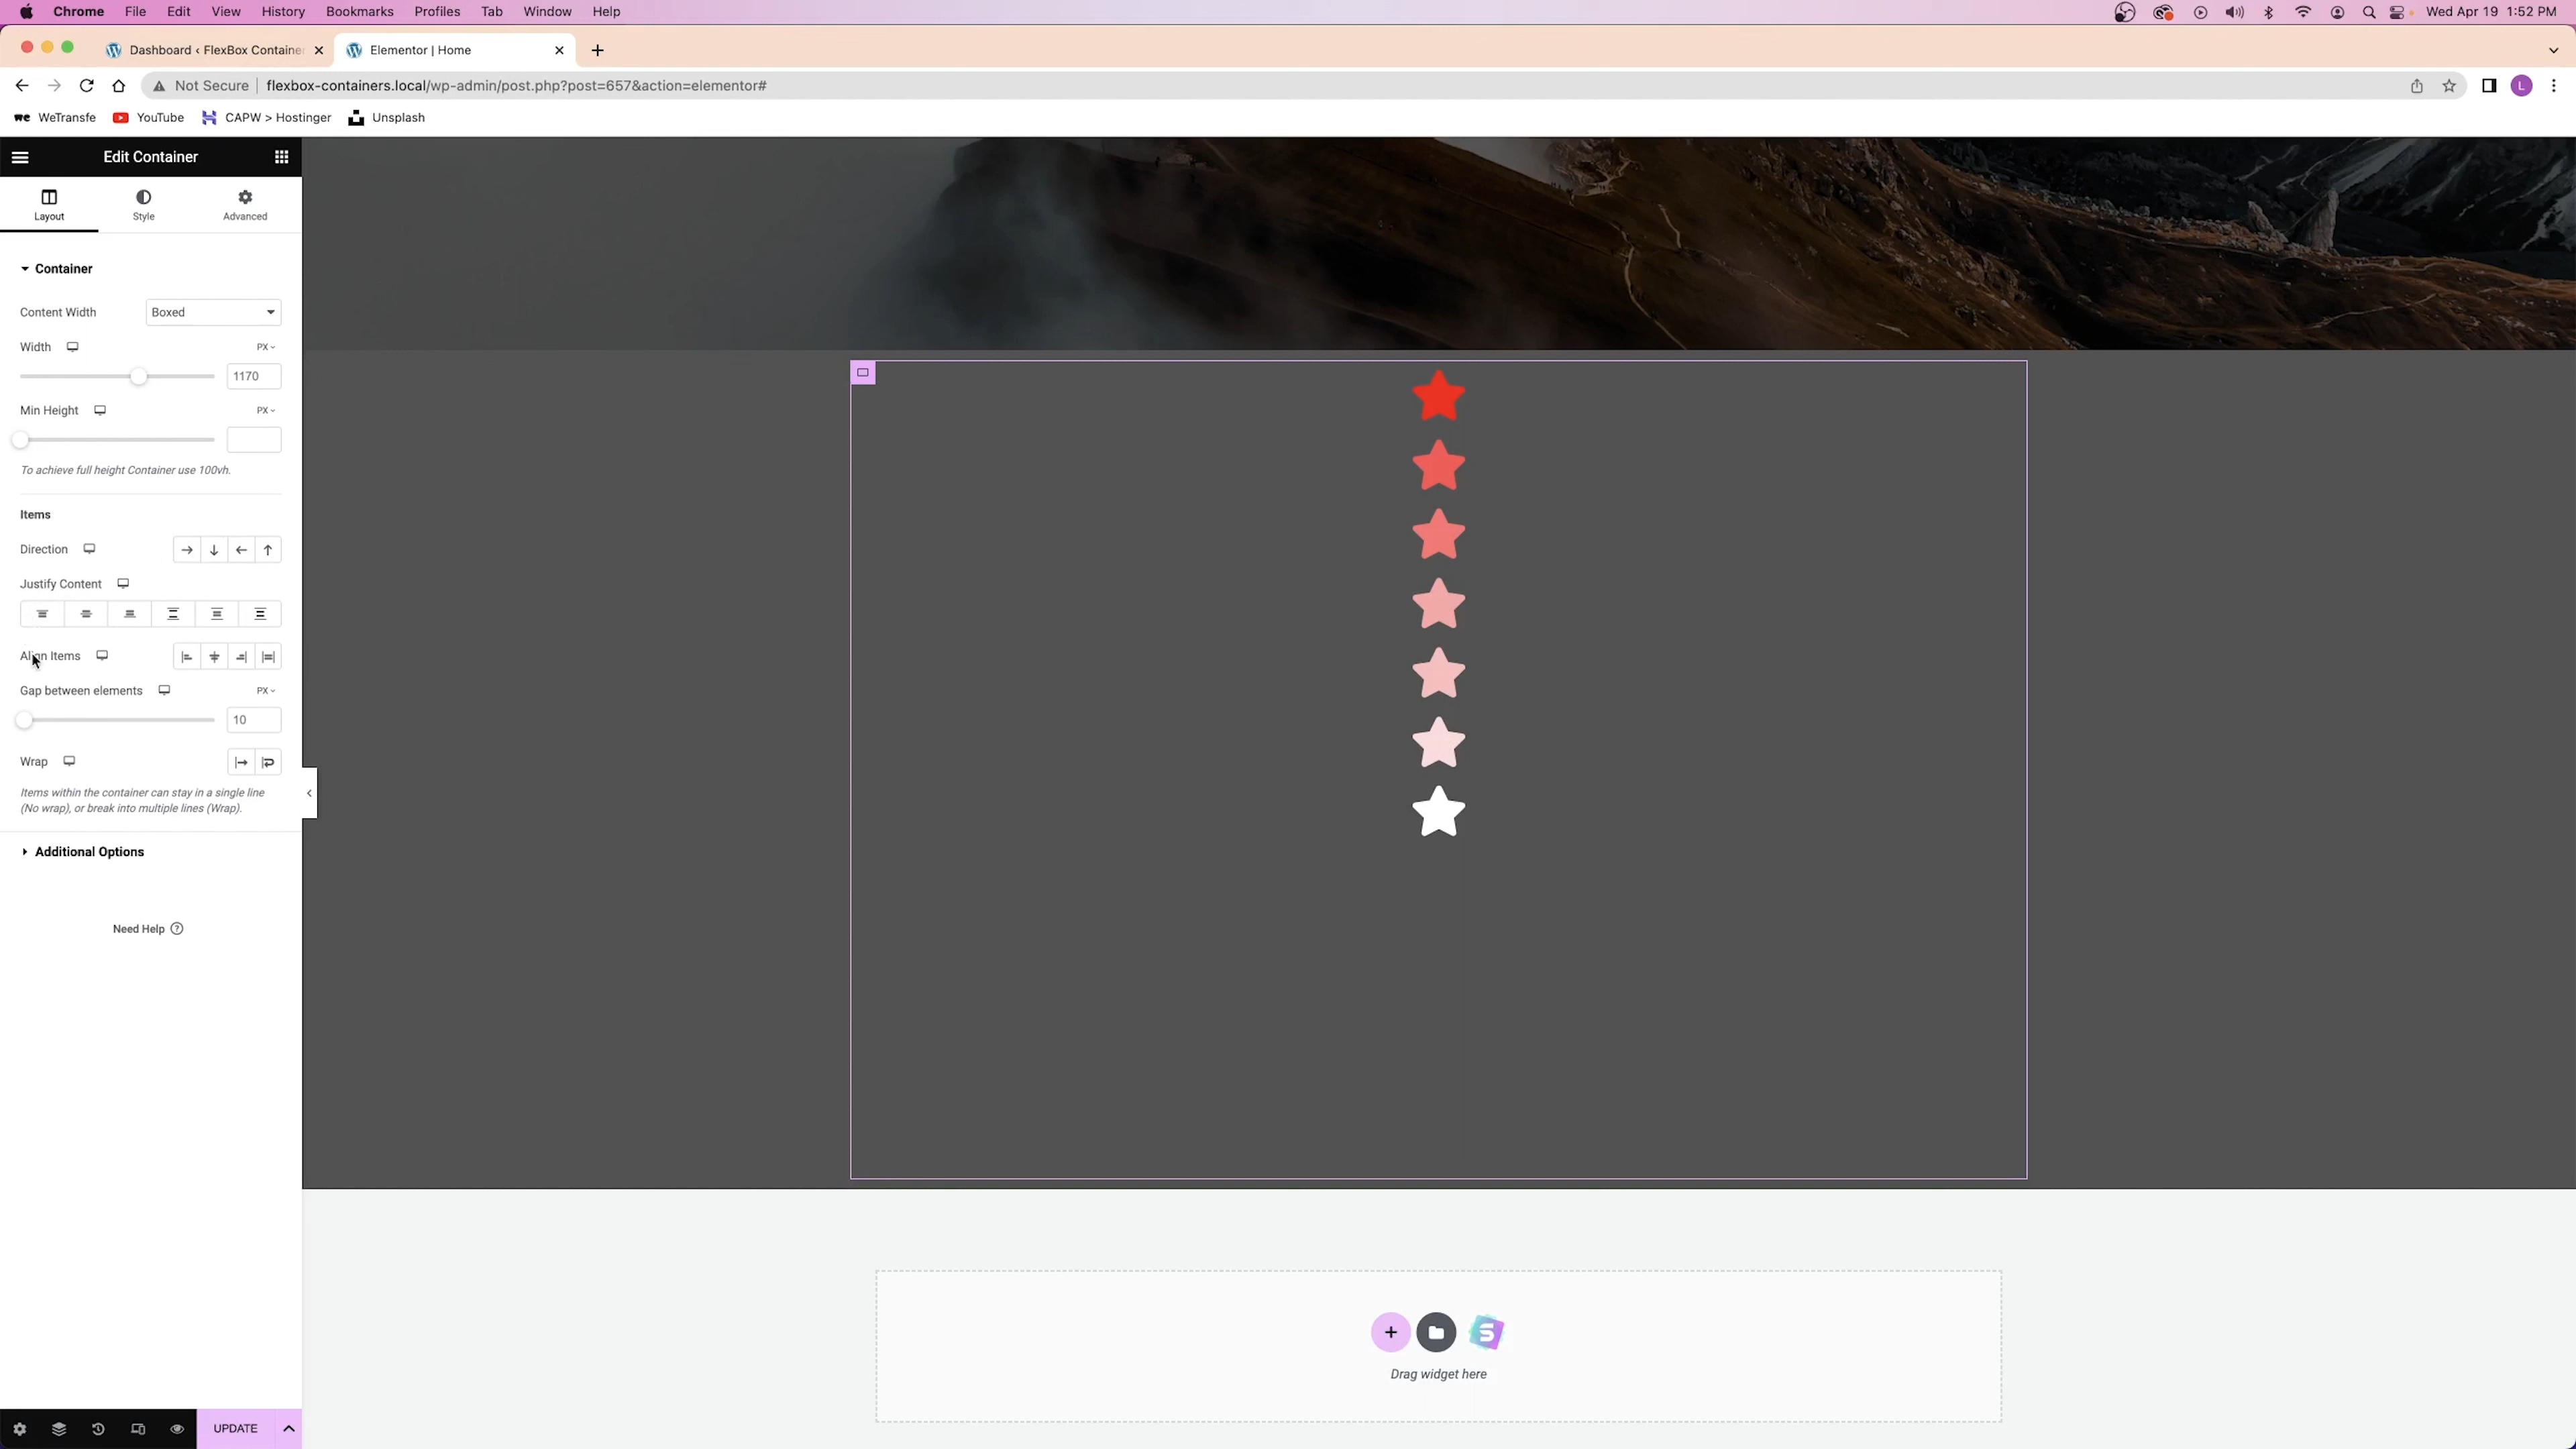 Chrome File Edit View History Bookmarks Profiles Tab Window Help Wed Apr 19 1:52 PM
Dashboard ‹ FlexBox Container Elementor | Home
Not Secure flexbox-containers.local/wp-admin/post.php?post=657&action=elementor# L
we WeTransfe YouTube CAPW > Hostinger Unsplash
Edit Container
Layout Style Advanced
Container
Content Width Boxed
Width PX
1170
Min Height PX
To achieve full height Container use 100vh.
Items
Direction
Justify Content
Align Items
Gap between elements PX
10
Wrap
Items within the container can stay in a single line
(No wrap), or break into multiple lines (Wrap).
Additional Options
Need Help ?
S
Drag widget here
UPDATE